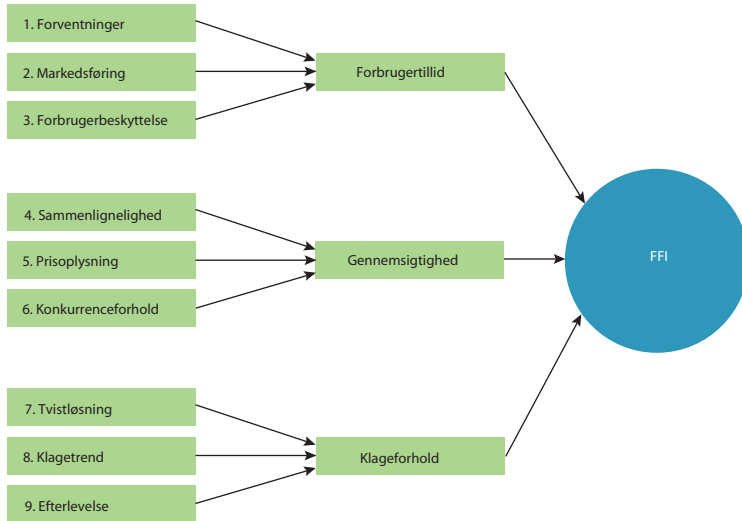 1. Forventninger
2. Markedsføring
3. Forbrugerbeskyttelse
Forbrugertillid
4. Sammenlignelighed
5. Prisoplysning
6. Konkurrenceforhold
Gennemsigtighed
7. Tvistløsning
8. Klagetrend
9. Efterlevelse
Klageforhold
FFI